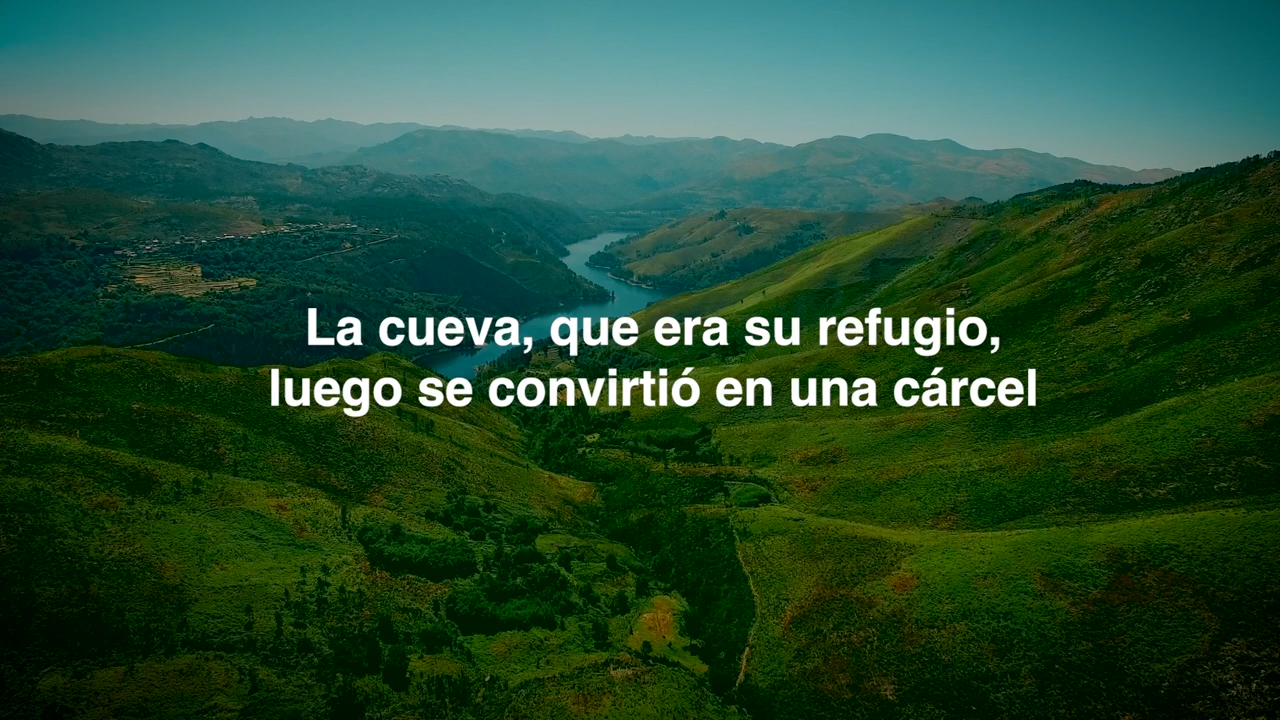 La cueva, que era su refugio,
luego se convirtió en una cárcel